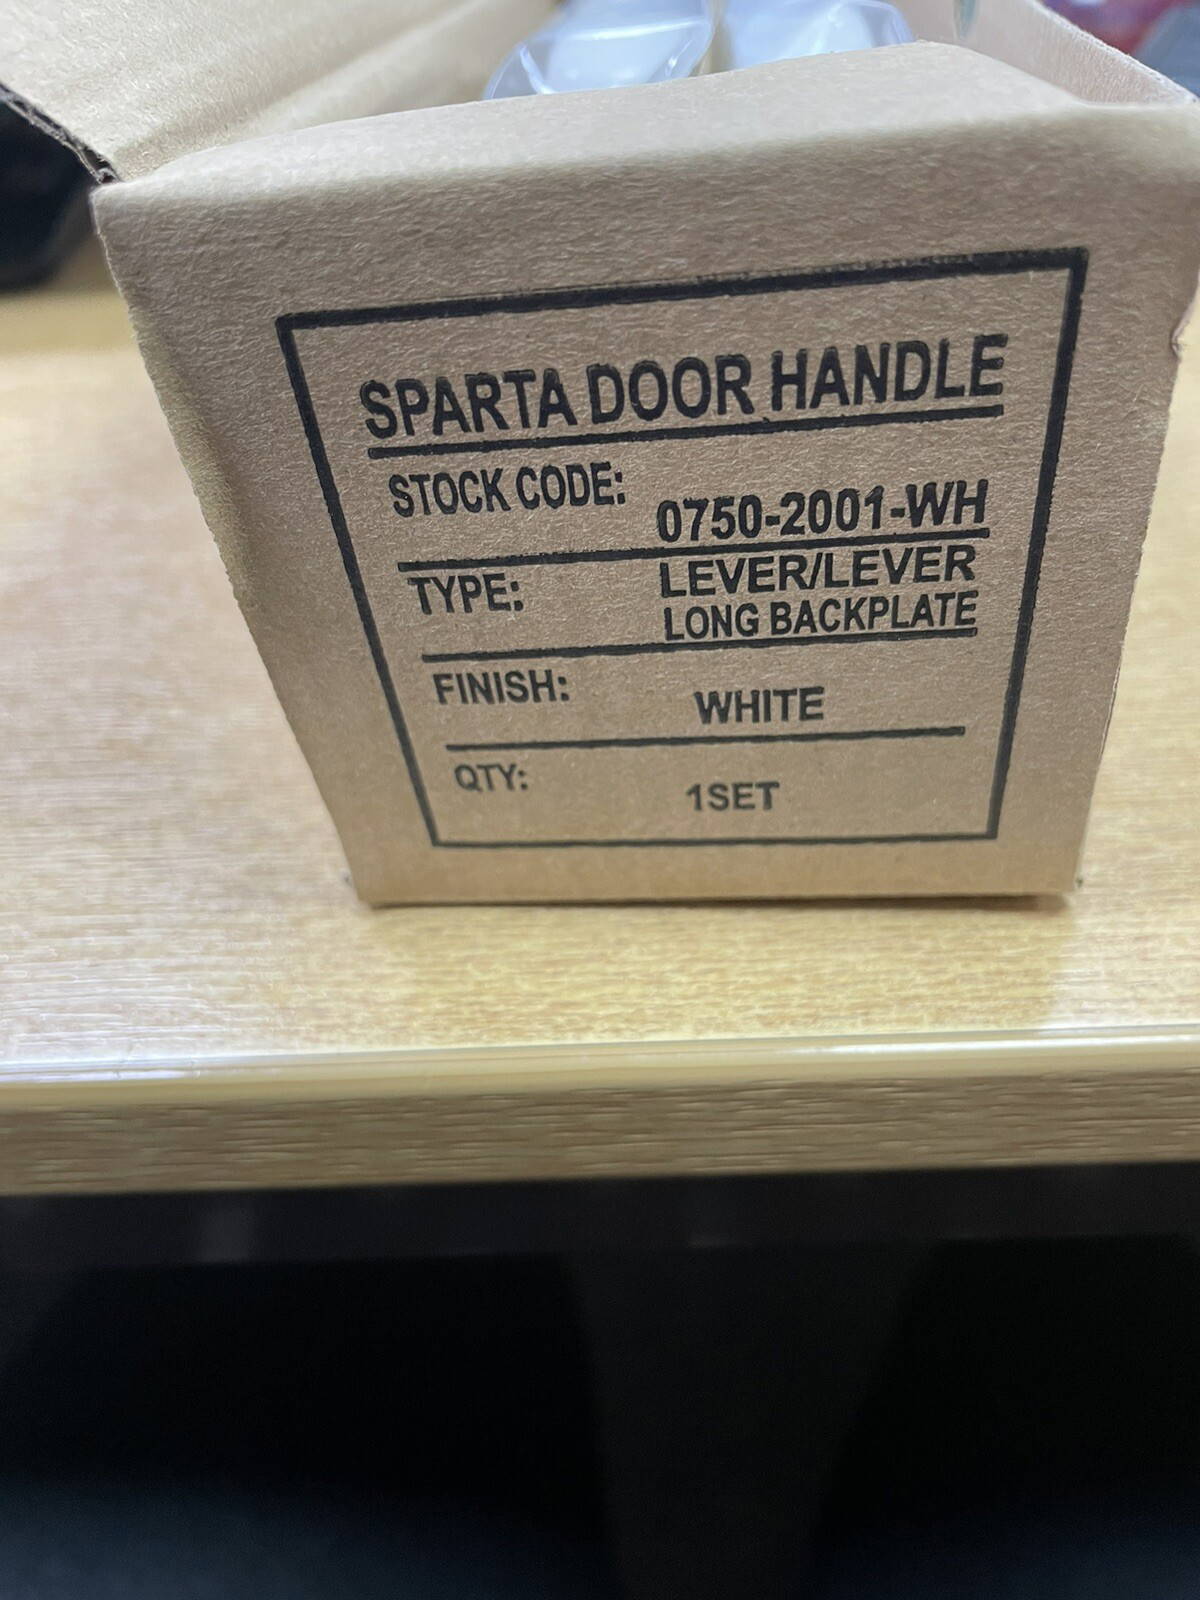 SPARTA DOOR HANDLE
STOCK CODE: 0750-2001-WH
TYPE: LEVER/LEVER
LONG BACKPLATE
FINISH: WHITE
QTY: 1SET